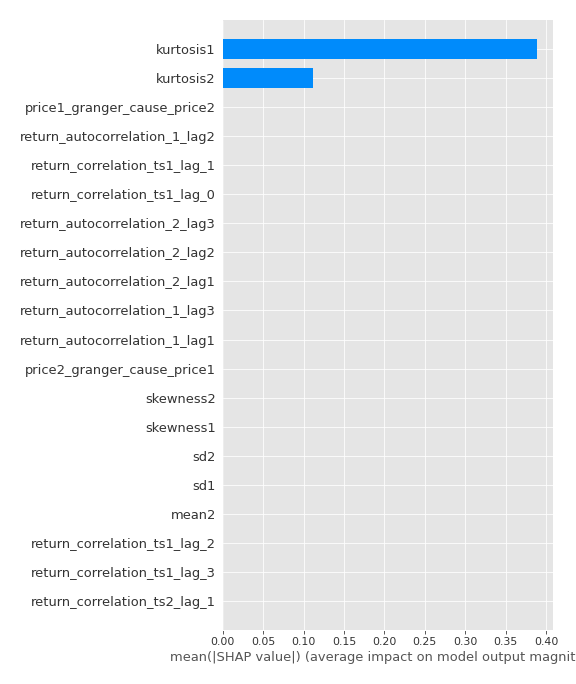 kurtosis1
kurtosis2
price1_granger_cause_price2
return_autocorrelation_1_lag2
return_correlation_ts1_lag_1
return_correlation_ts1_lag_0
return_autocorrelation_2_lag3
return_autocorrelation_2_lag2
return_autocorrelation_2_lag1
return_autocorrelation_1_lag3
return_autocorrelation_1_lag1
price2_granger_cause_price1
skewness2
skewness1
sd2
sd1
mean2
return_correlation_ts1_lag_2
return_correlation_ts1_lag_3
return_correlation_ts2_lag_1
0.00 0.05 0.10 0.15 0.20 0.25 0.30 0.35 0.40
mean(|SHAP value|) (average impact on model output magnit